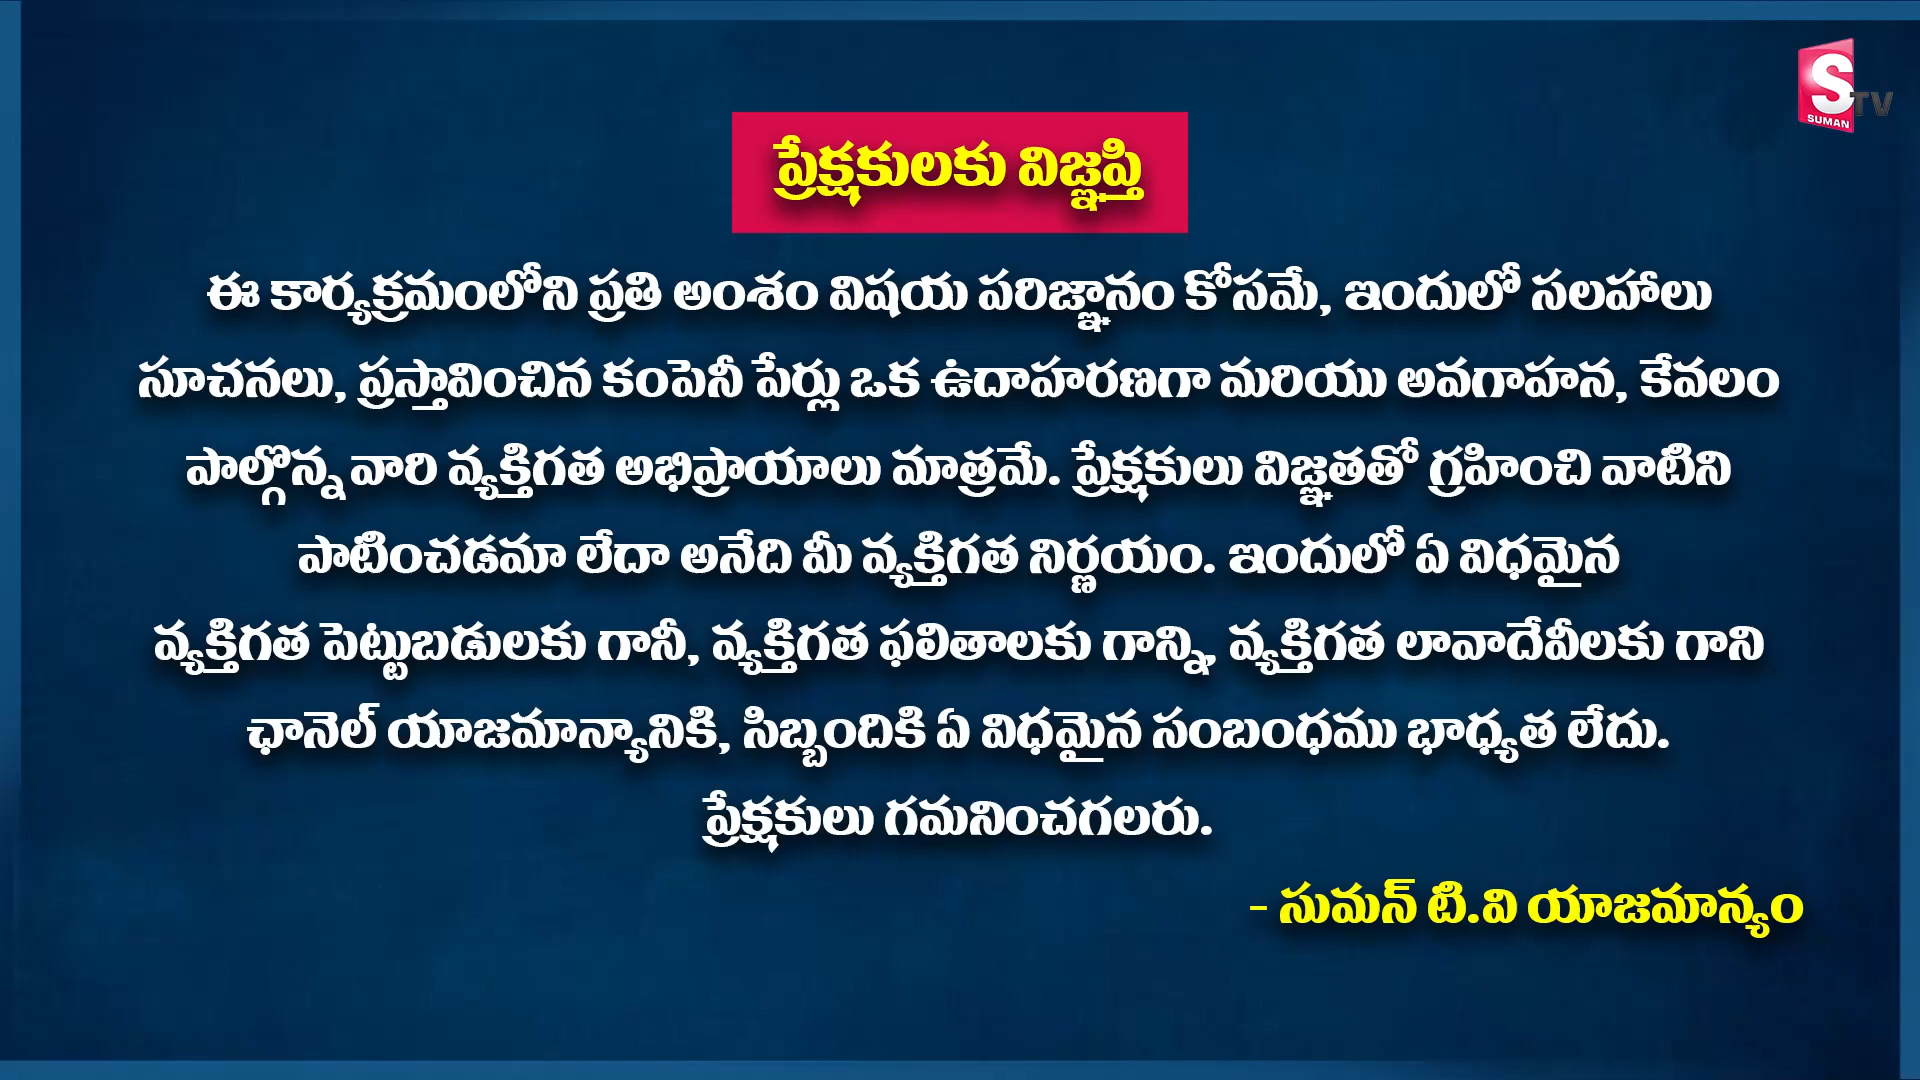 S TV
SUMAN
ప్రేక్షకులకు విజ్ఞప్తి
ఈ కార్యక్రమంలోని ప్రతి అంశం విషయ పరిజ్ఞానం కోసమే, ఇందులో సలహాలు
సూచనలు, ప్రస్తావించిన కంపెనీ పేర్లు ఒక ఉదాహరణగా మరియు అవగాహన, కేవలం
పాల్గొన్న వారి వ్యక్తిగత అభిప్రాయాలు మాత్రమే. ప్రేక్షకులు విజ్ఞతతో గ్రహించి వాటిని
పాటించడమా లేదా అనేది మీ వ్యక్తిగత నిర్ణయం. ఇందులో ఏ విధమైన
వ్యక్తిగత పెట్టుబడులకు గానీ, వ్యక్తిగత ఫలితాలకు గాన్ని, వ్యక్తిగత లావాదేవీలకు గాని
ఛానెల్ యాజమాన్యానికి, సిబ్బందికి ఏ విధమైన సంబంధము భాధ్యత లేదు.
ప్రేక్షకులు గమనించగలరు.
- సుమన్ టి.వి యాజమాన్యం